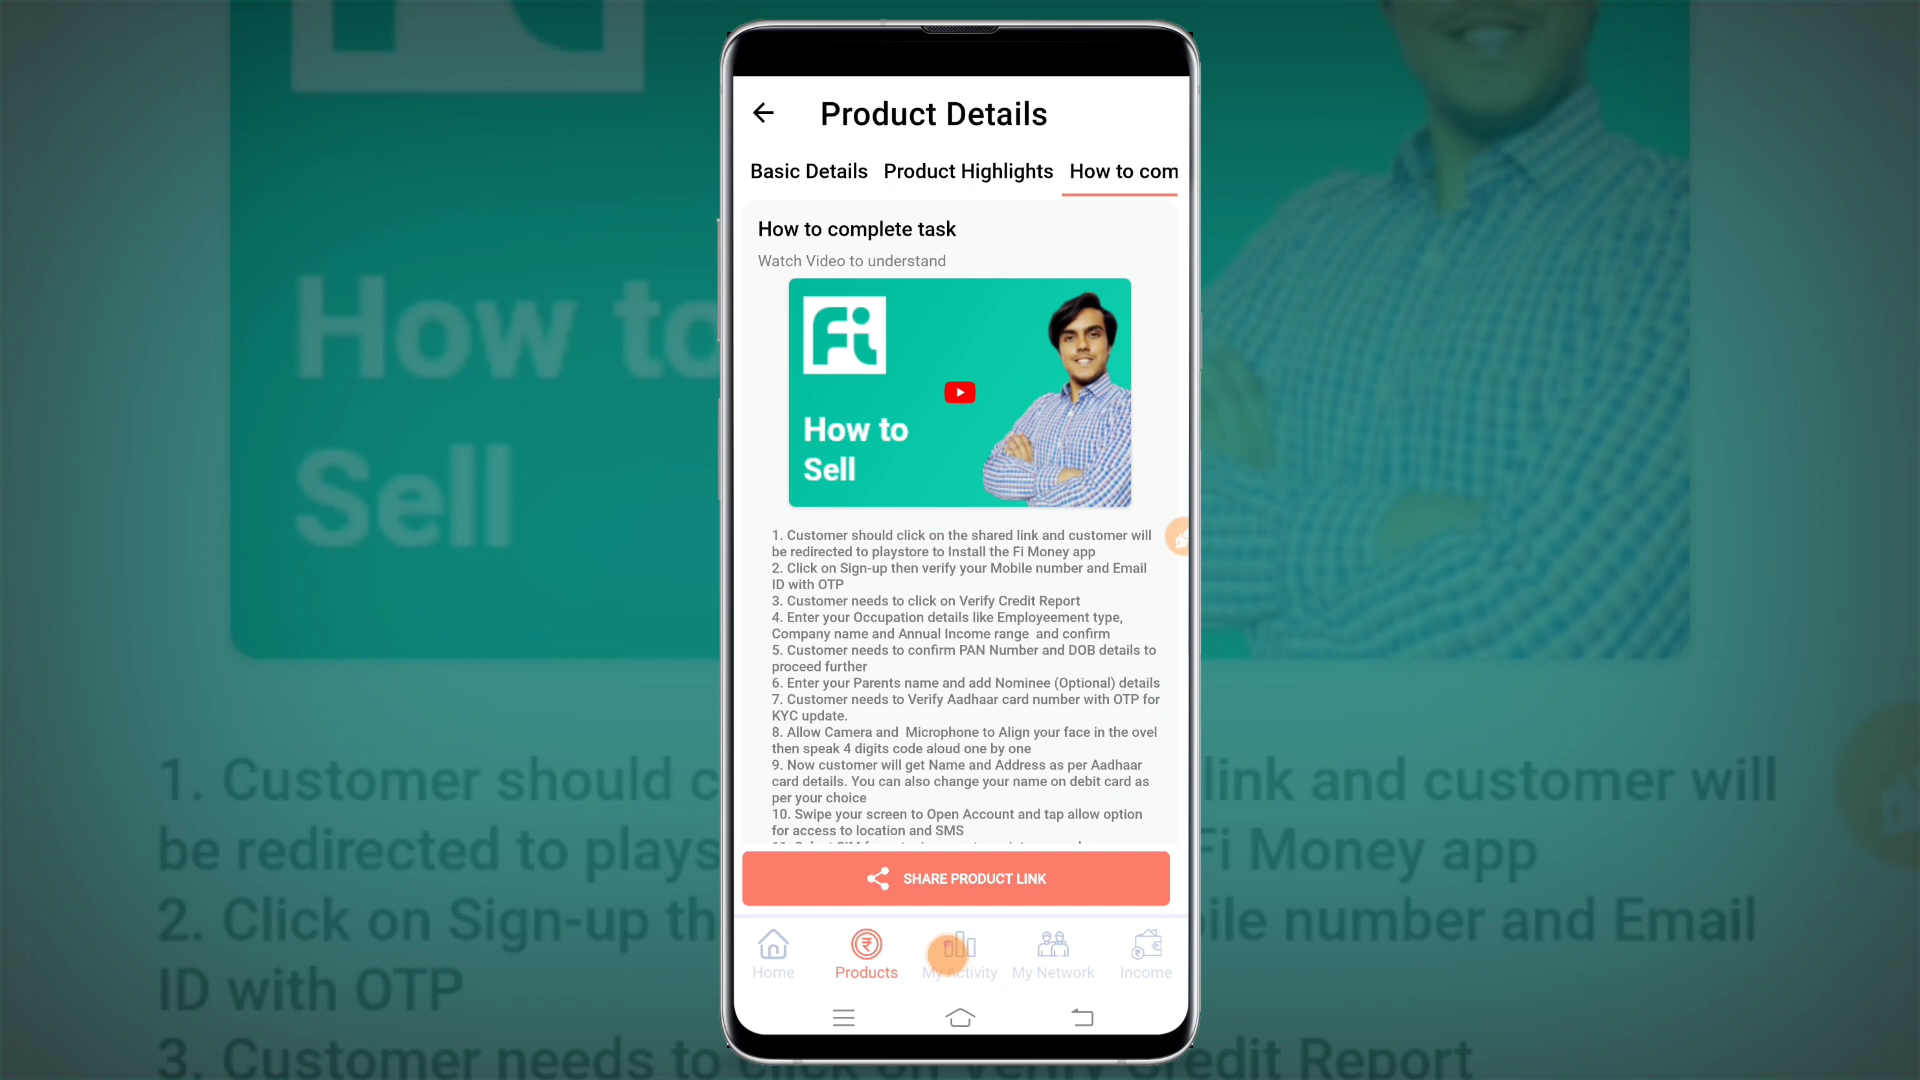 Product Details
Basic Details Product Highlights How to com
How to complete task
Watch Video to understand
Fi
How to
Sell
1. Customer should click on the shared link and customer will
be redirected to playstore to Install the Fi Money app
2. Click on Sign-up then verify your Mobile number and Email
ID with OTP
3. Customer needs to click on Verify Credit Report
4. Enter your Occupation details like Employeement type,
Company name and Annual Income range and confirm
5. Customer needs to confirm PAN Number and DOB details to
proceed further
6. Enter your Parents name and add Nominee (Optional) details
7. Customer needs to Verify Aadhaar card number with OTP for
KYC update.
8. Allow Camera and Microphone to Align your face in the ovel
then speak 4 digits code aloud one by one
9. Now customer will get Name and Address as per Aadhaar
card details. You can also change your name on debit card as
per your choice
10. Swipe your screen to Open Account and tap allow option
for access to location and SMS
SHARE PRODUCT LINK
Home Products My Activity My Network Income
How to
Sell
1. Customer should c link and customer will
be redirected to plays Fi Money app
2. Click on Sign-up th ile number and Email
ID with OTP
3. Customer needs to click on Verify Credit Report